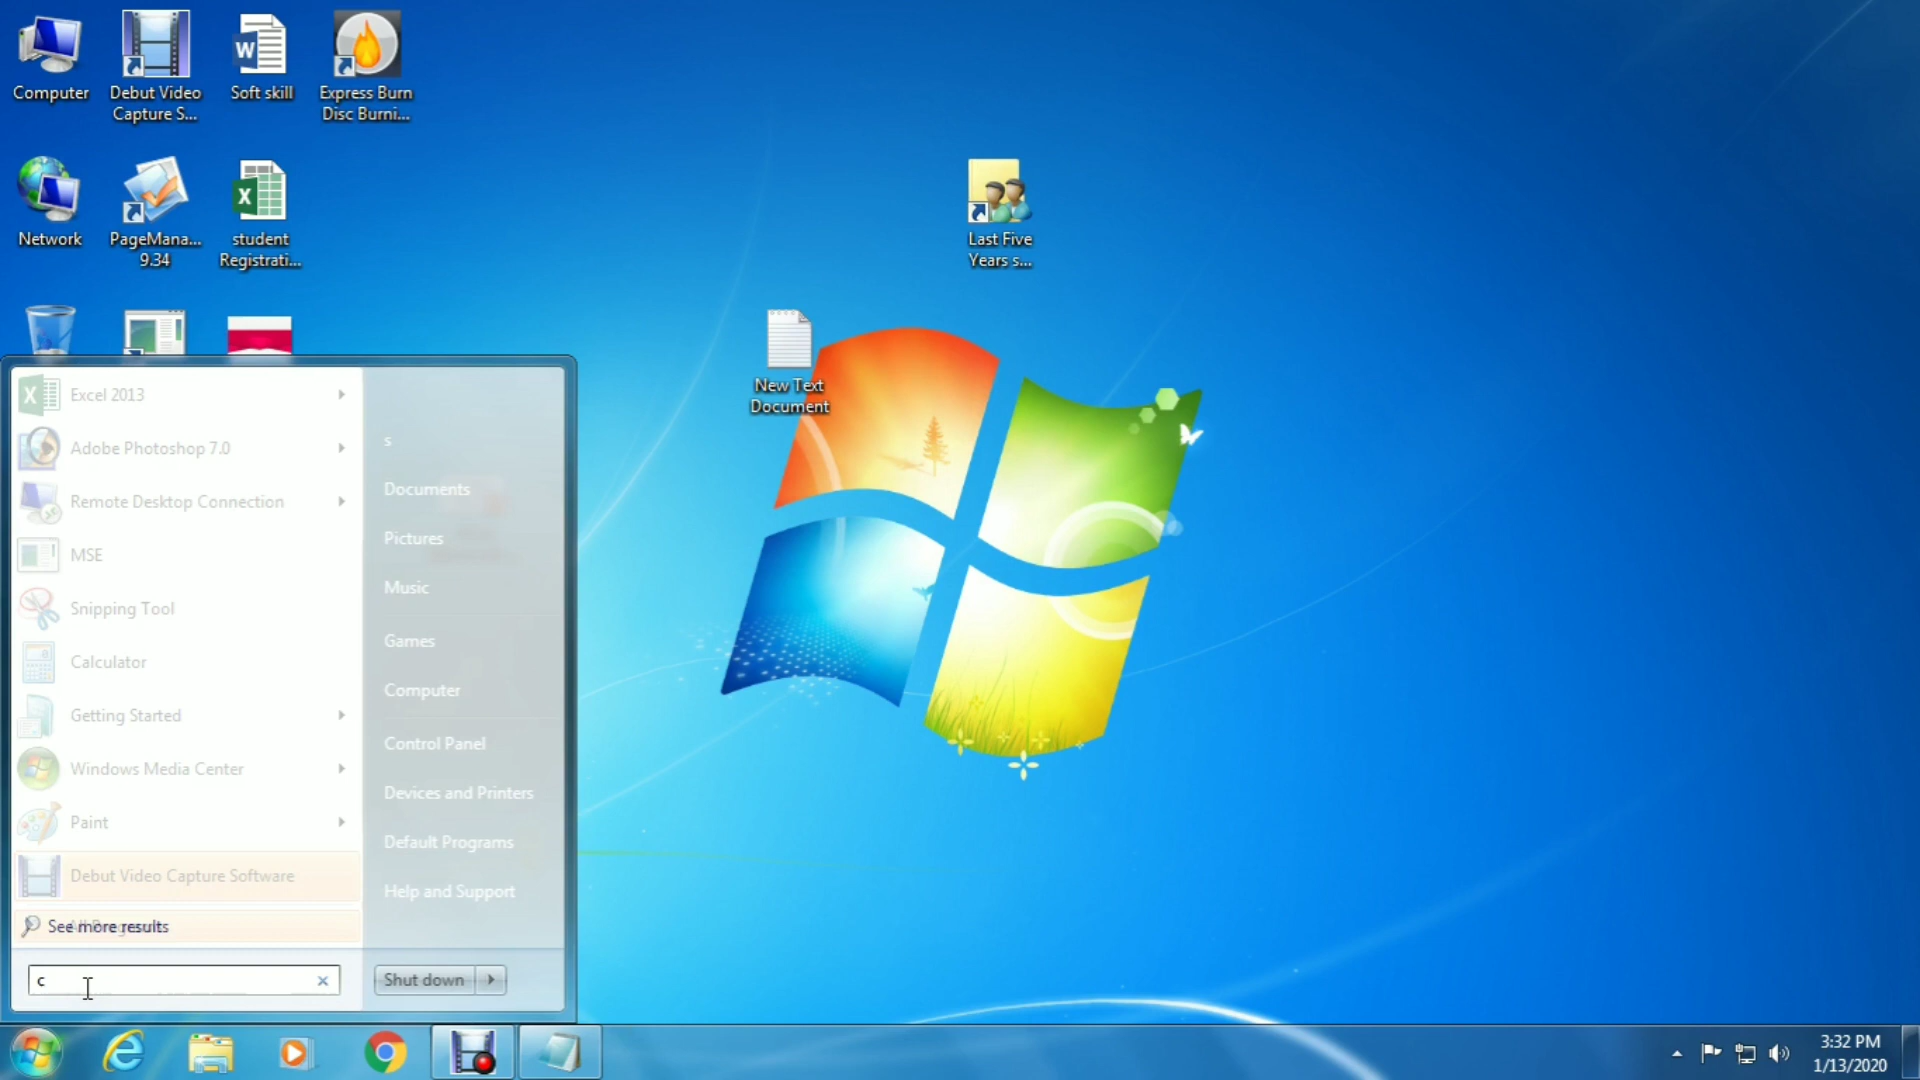 Computer
Debut Video
Capture S...
Soft skill
Express Burn
Disc Burni...
Network
PageMana...
9.34
student
Registrati...
Last Five
Years s...
New Text
Document
Excel 2013
Adobe Photoshop 7.0
Remote Desktop Connection
MSE
Snipping Tool
Calculator
Getting Started
Windows Media Center
Paint
Debut Video Capture Software
See more results
c
s
Documents
Pictures
Music
Games
Computer
Control Panel
Devices and Printers
Default Programs
Help and Support
Shut down
3:32 PM
1/13/2020